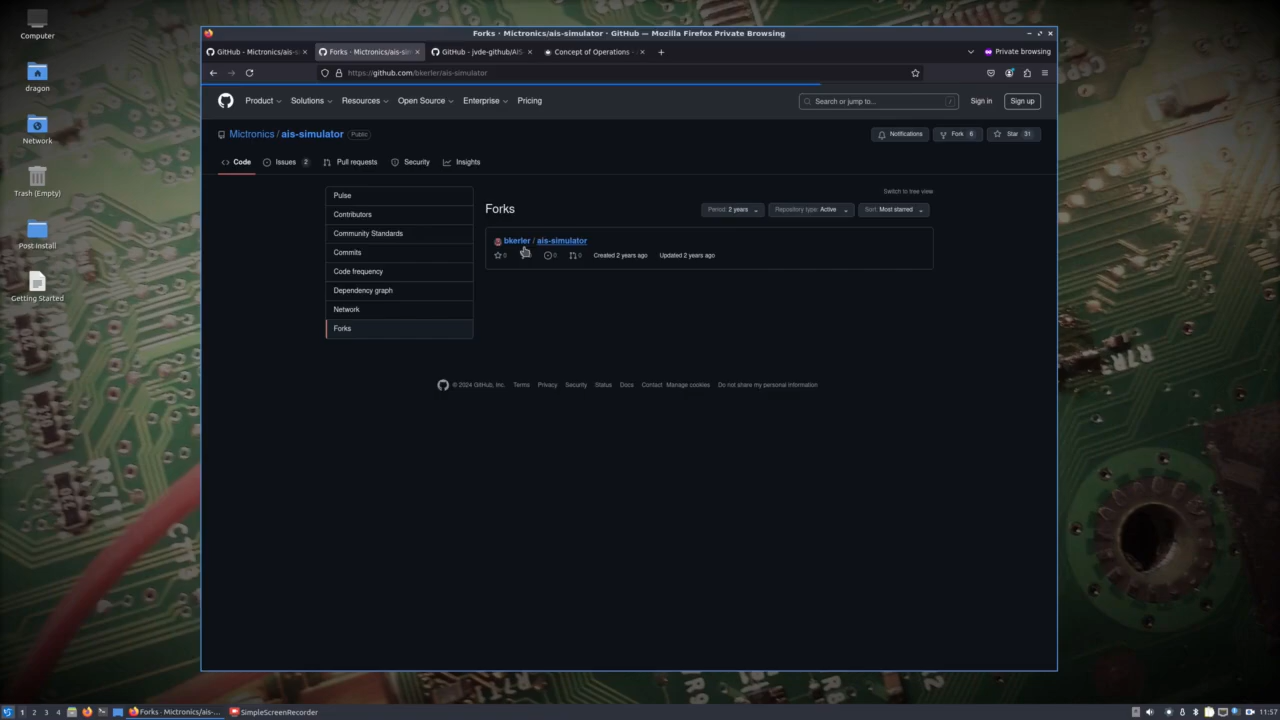 Computer
dragon
Network
Trash (Empty)
Post Install
Getting Started
Forks · Mictronics/ais-simulator · GitHub — Mozilla Firefox Private Browsing
GitHub - Mictronics/ais-s
Forks · Mictronics/ais-sim
GitHub - jvde-github/AIS
Concept of Operations -
Private browsing
https://github.com/bkerler/ais-simulator
Product
Solutions
Resources
Open Source
Enterprise
Pricing
Search or jump to...
/
Sign in
Sign up
Mictronics / ais-simulator Public
Notifications
Fork 6
Star 31
Code
Issues 2
Pull requests
Security
Insights
Pulse
Contributors
Community Standards
Commits
Code frequency
Dependency graph
Network
Forks
Switch to tree view
Forks
Period: 2 years
Repository type: Active
Sort: Most starred
bkerler / ais-simulator
0 0 0 Created 2 years ago Updated 2 years ago
© 2024 GitHub, Inc. Terms Privacy Security Status Docs Contact Manage cookies Do not share my personal information
1 2 3 4
Forks · Mictronics/ais-...
SimpleScreenRecorder
11:57